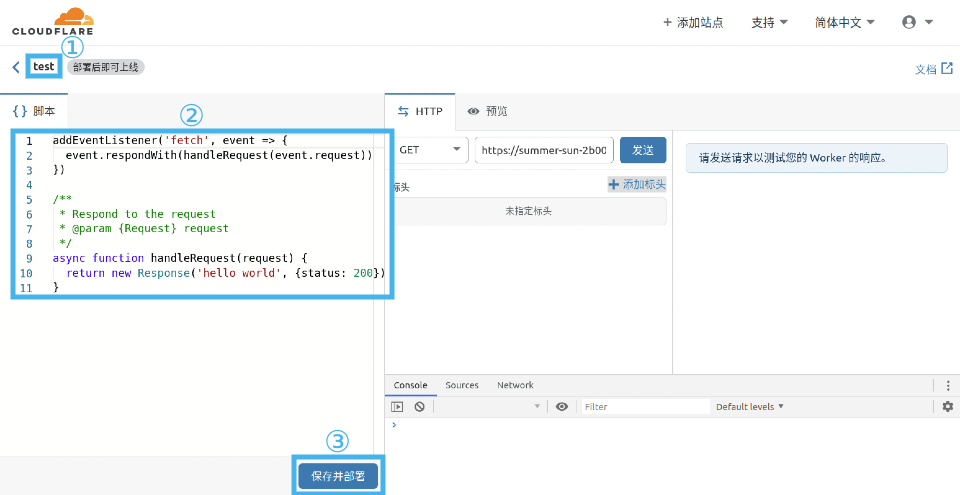 CLOUDFLARE
+ 添加站点 支持 简体中文
①
test 部署后即可上线
文档
{} 脚本
②
HTTP 预览
1 addEventListener('fetch', event => {
2 event.respondWith(handleRequest(event.request))
3 })
4
5 /**
6 * Respond to the request
7 * @param {Request} request
8 */
9 async function handleRequest(request) {
10 return new Response('hello world', {status: 200})
11 }
GET https://summer-sun-2b00 发送
标头 + 添加标头
未指定标头
请发送请求以测试您的 Worker 的响应。
Console Sources Network
Filter Default levels
③
保存并部署